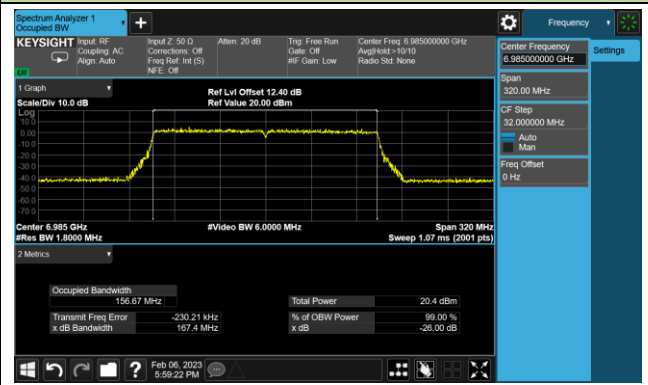 Spectrum Analyzer 1
Occupied BW
Frequency
KEYSIGHT
Input: RF
Coupling: AC
Align: Auto
Input Z: 50 Ω
Corrections: Off
Freq Ref: Int (S)
NFE: Off
Atten: 20 dB
Trig: Free Run
Gate: Off
#IF Gain: Low
Center Freq: 6.985000000 GHz
Avg|Hold:>10/10
Radio Std: None
Center Frequency
6.985000000 GHz
Settings
Span
320.00 MHz
CF Step
32.000000 MHz
Auto
Man
Freq Offset
0 Hz
1 Graph
Scale/Div 10.0 dB
Ref Lvl Offset 12.40 dB
Ref Value 20.00 dBm
Log
10.0
0.00
-10.0
-20.0
-30.0
-40.0
-50.0
-60.0
-70.0
Center 6.985 GHz
#Res BW 1.8000 MHz
#Video BW 6.0000 MHz
Span 320 MHz
Sweep 1.07 ms (2001 pts)
2 Metrics
Occupied Bandwidth
156.67 MHz
Transmit Freq Error -230.21 kHz
x dB Bandwidth 167.4 MHz
Total Power 20.4 dBm
% of OBW Power 99.00 %
x dB -26.00 dB
Feb 06, 2023
5:59:22 PM